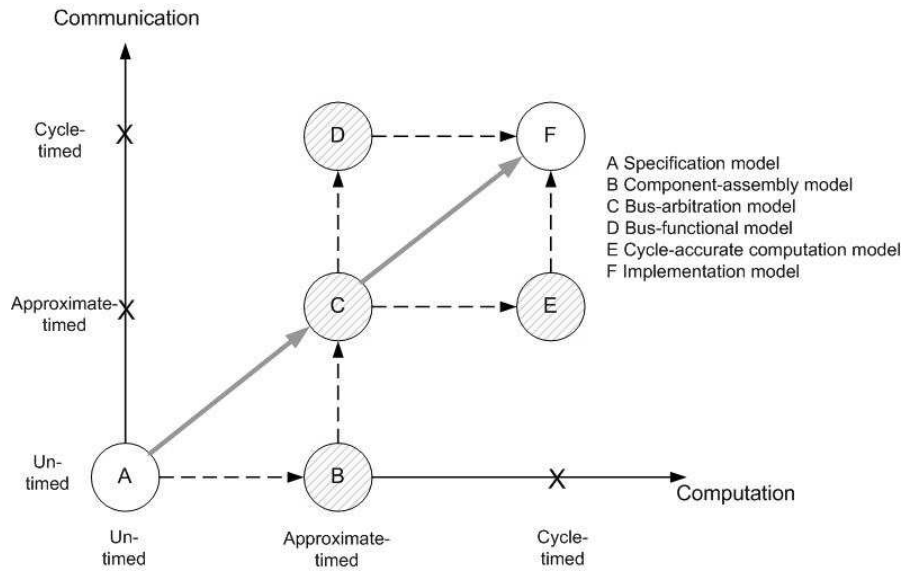 Communication
Cycle-
timed
X
D
F
A Specification model
B Component-assembly model
C Bus-arbitration model
D Bus-functional model
E Cycle-accurate computation model
F Implementation model
Approximate-
timed
X
C
E
Un-
timed
A
B
X
Computation
Un-
timed
Approximate-
timed
Cycle-
timed